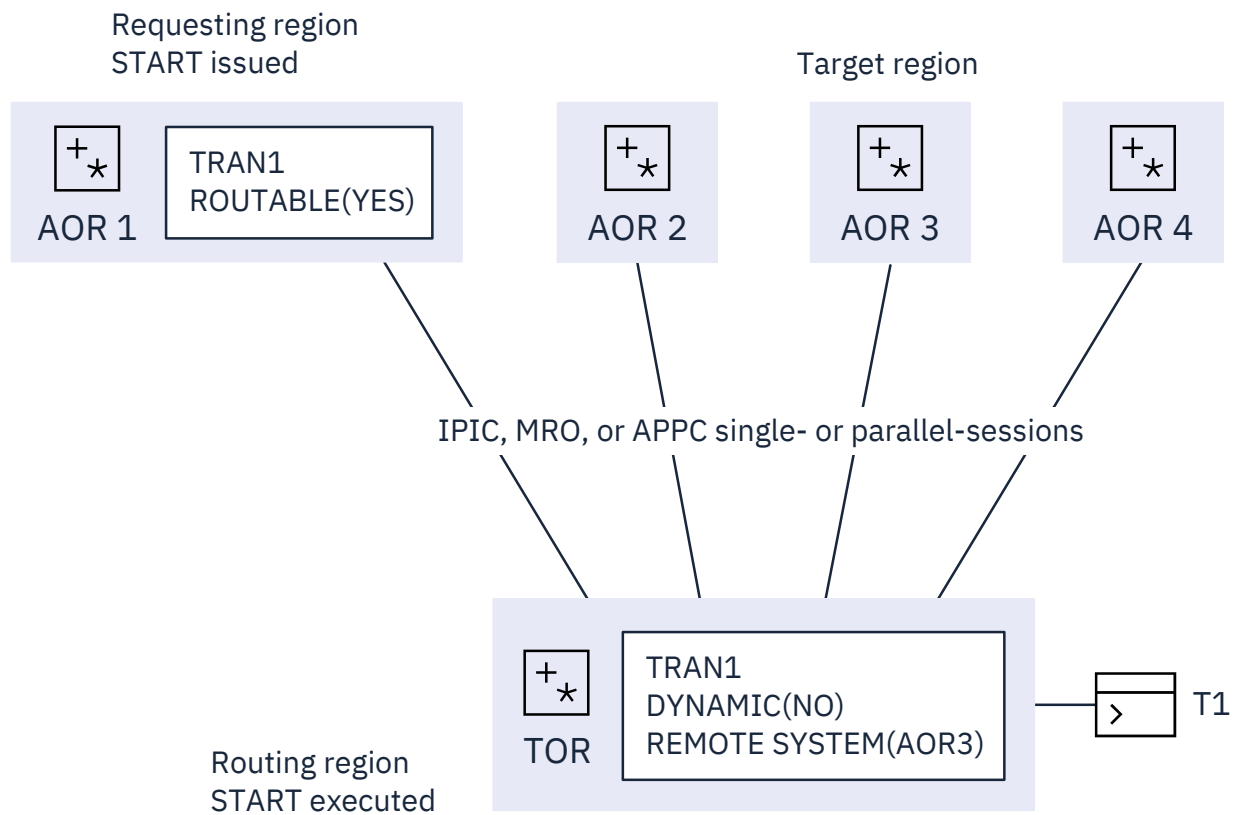 Requesting region
START issued
Target region
TRAN1
ROUTABLE(YES)
AOR 1
AOR 2
AOR 3
AOR 4
IPIC, MRO, or APPC single- or parallel-sessions
TRAN1
DYNAMIC(NO)
REMOTE SYSTEM(AOR3)
TOR
T1
Routing region
START executed